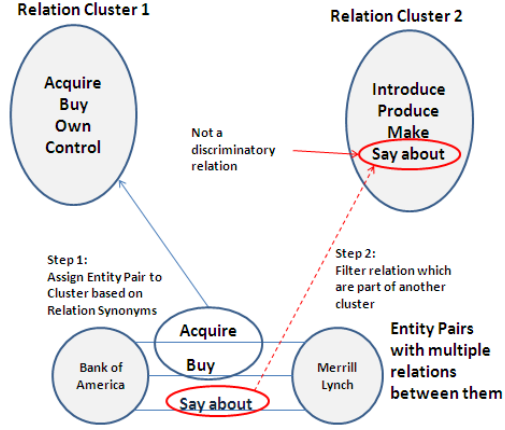 Relation Cluster 1
Relation Cluster 2
Acquire
Buy
Own
Control
Introduce
Produce
Make
Say about
Not a
discriminatory
relation
Step 1:
Assign Entity Pair to
Cluster based on
Relation Synonyms
Step 2:
Filter relation which
are part of another
cluster
Acquire
Buy
Say about
Bank of
America
Merrill
Lynch
Entity Pairs
with multiple
relations
between them